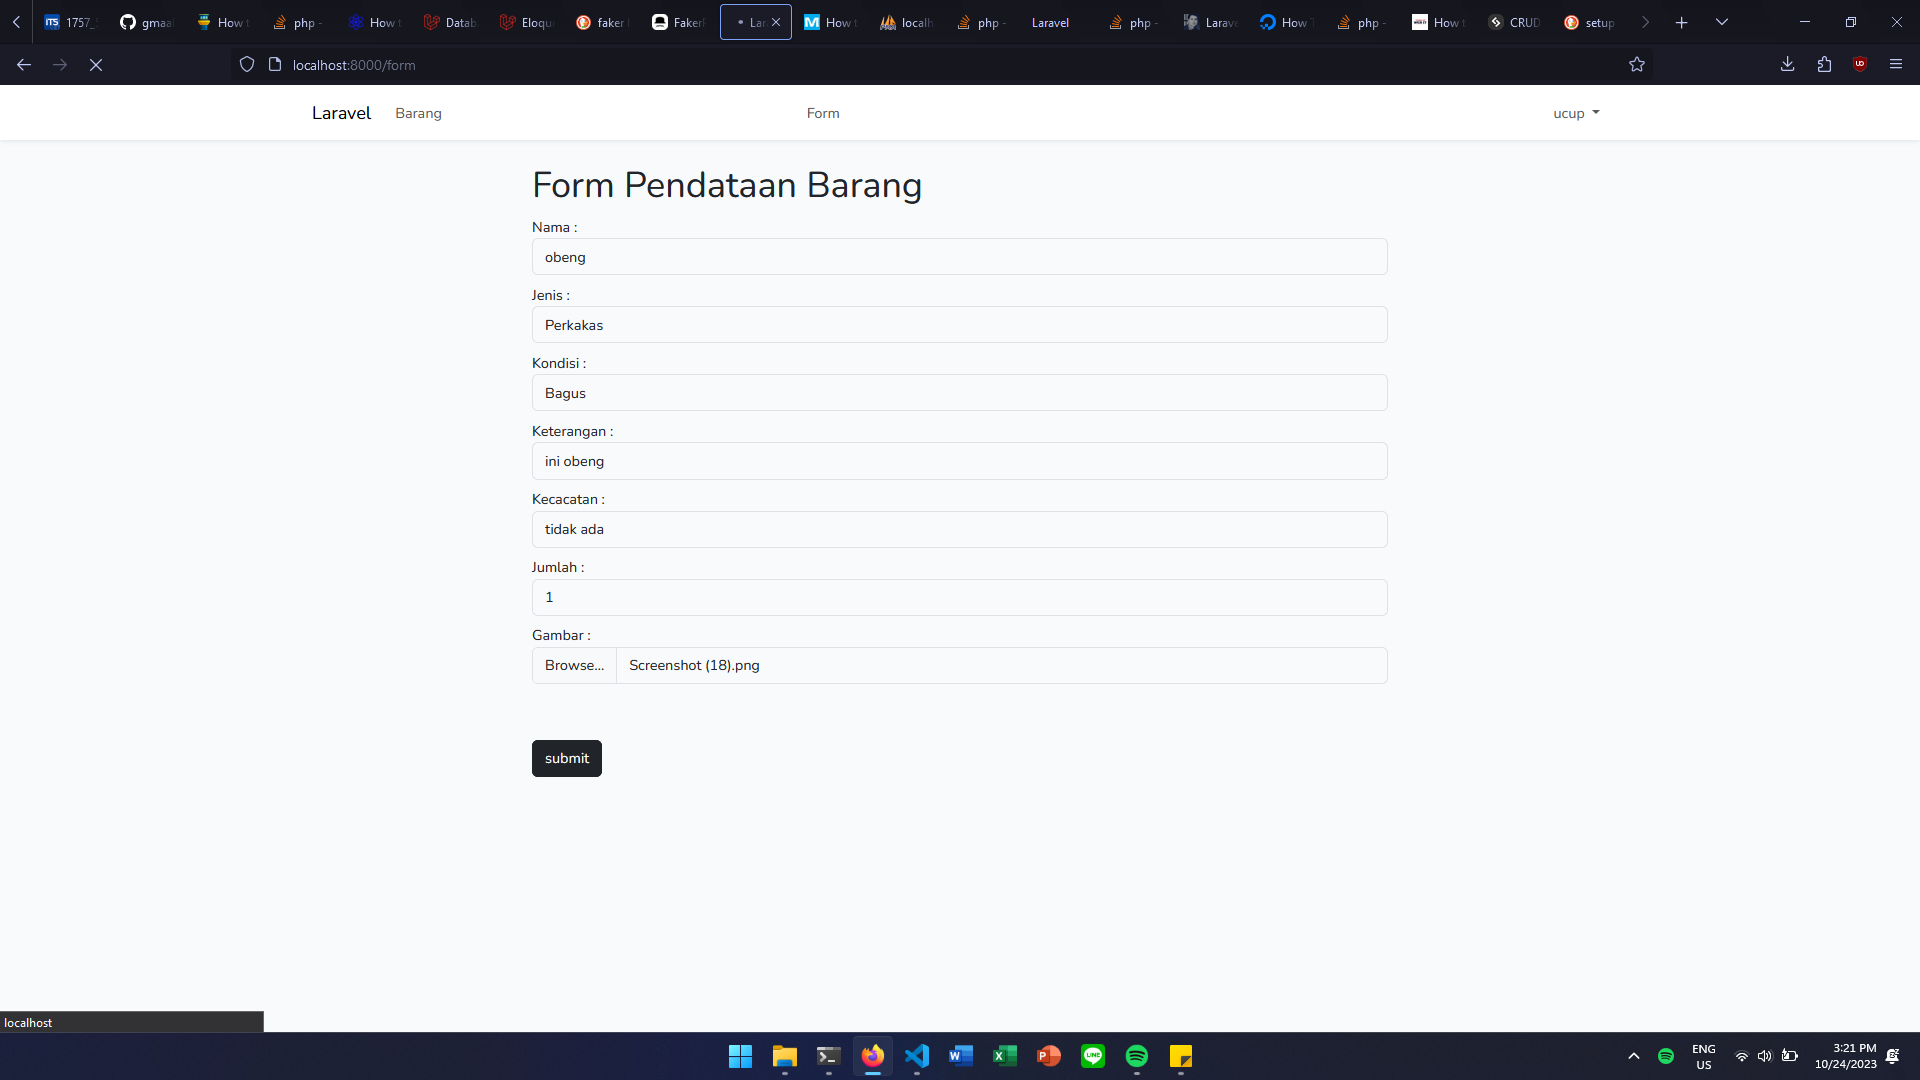 1757_
gmaa
How t
php -
How t
Datab
Eloqu
faker
Faker
Lar
How t
localh
php -
Laravel
php -
Larave
How T
php -
How t
CRUD
setup
localhost:8000/form
Laravel
Barang
Form
ucup
Form Pendataan Barang
Nama :
obeng
Jenis :
Perkakas
Kondisi :
Bagus
Keterangan :
ini obeng
Kecacatan :
tidak ada
Jumlah :
1
Gambar :
Browse...
Screenshot (18).png
submit
localhost
ENG
US
3:21 PM
10/24/2023